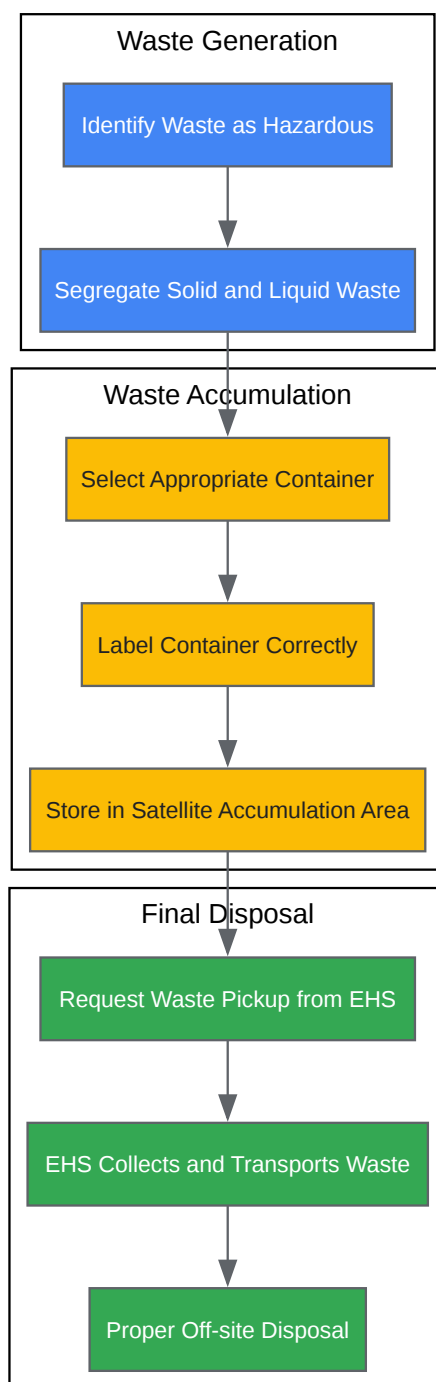 Waste Generation
Identify Waste as Hazardous
Segregate Solid and Liquid Waste
Waste Accumulation
Select Appropriate Container
Label Container Correctly
Store in Satellite Accumulation Area
Final Disposal
Request Waste Pickup from EHS
EHS Collects and Transports Waste
Proper Off-site Disposal